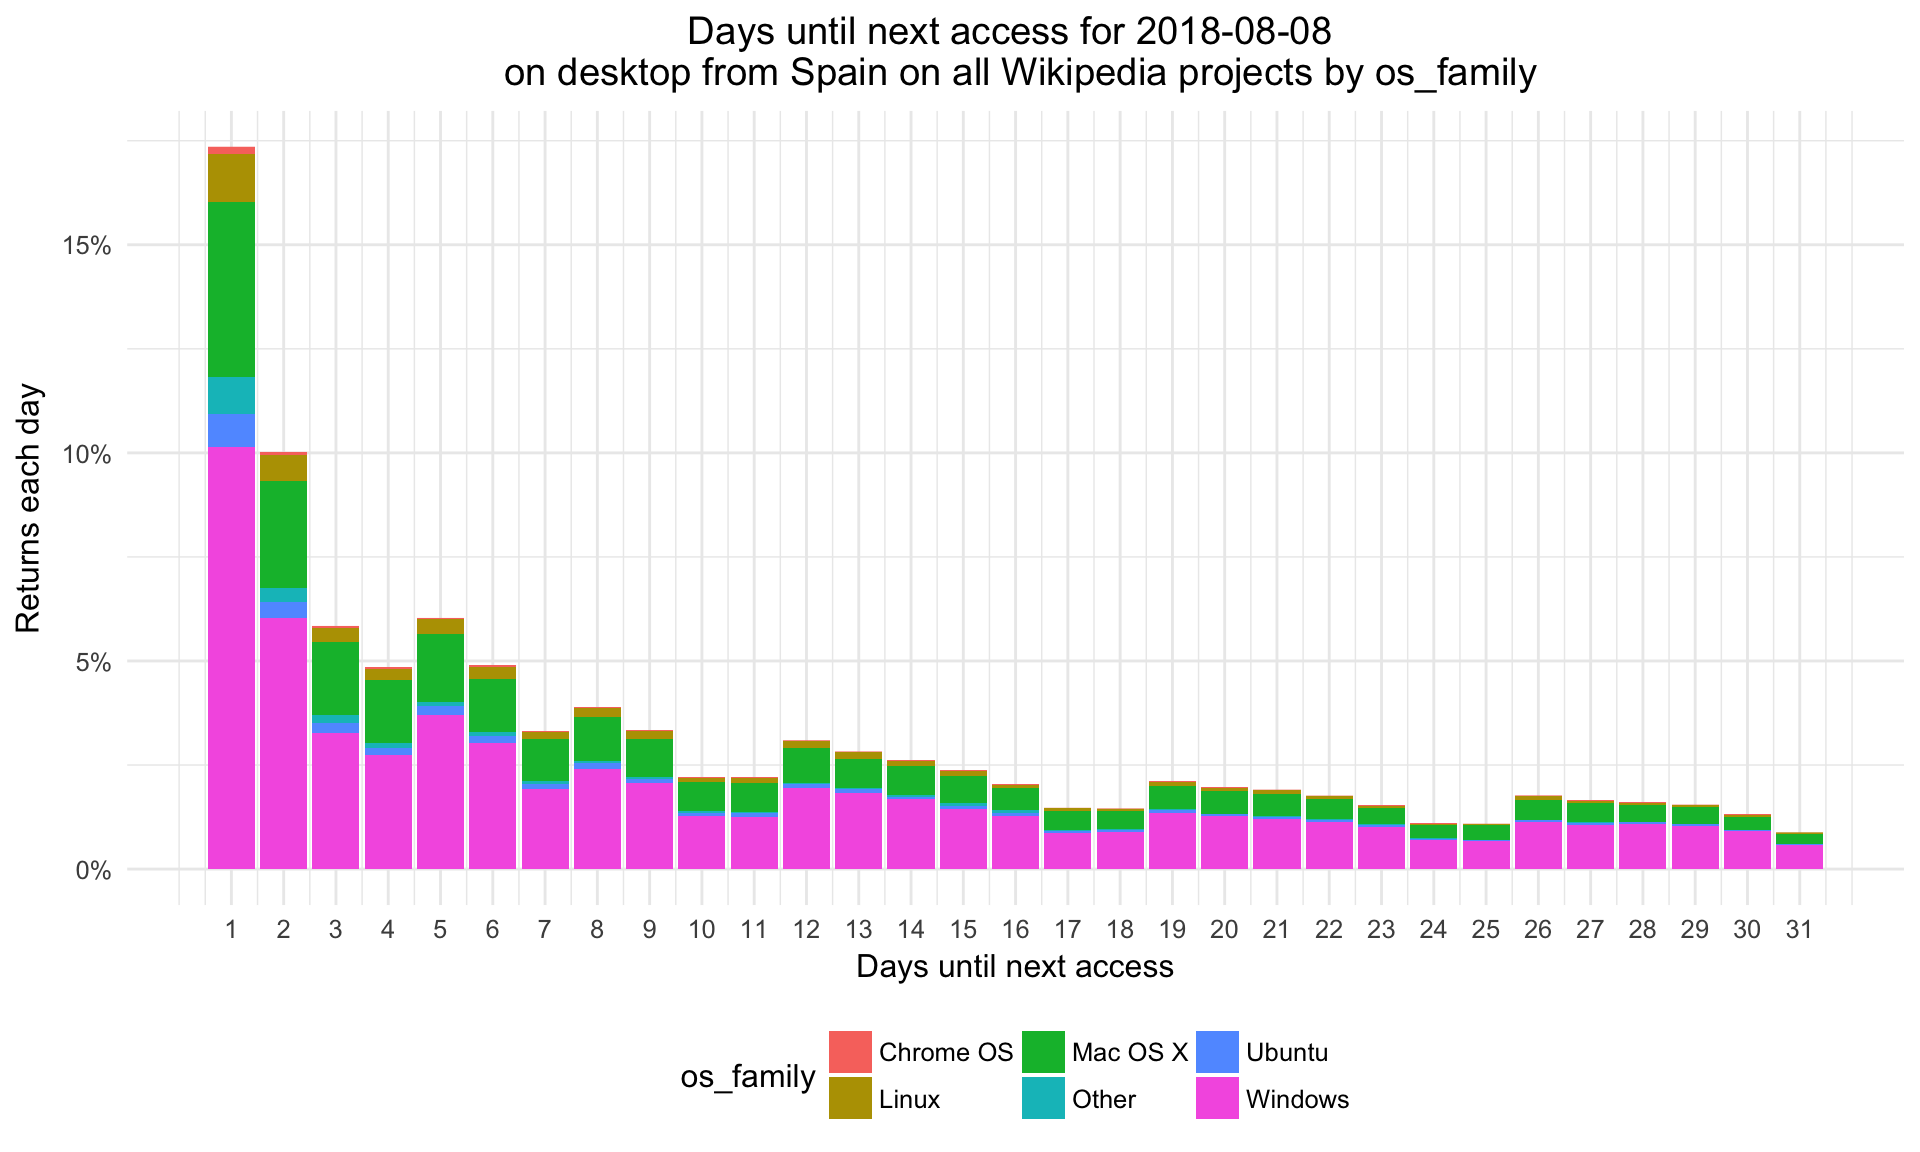 Days until next access for 2018-08-08
on desktop from Spain on all Wikipedia projects by os_family
Returns each day
15%
10%
5%
0%
1 2 3 4 5 6 7 8 9 10 11 12 13 14 15 16 17 18 19 20 21 22 23 24 25 26 27 28 29 30 31
Days until next access
os_family
Chrome OS Mac OS X Ubuntu
Linux Other Windows